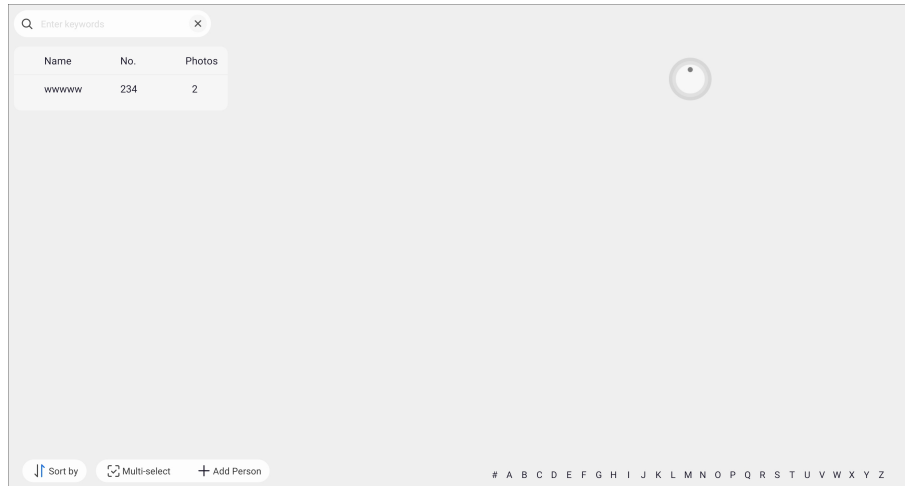 Enter keywords
Name No. Photos
wwwww 234 2
Sort by Multi-select Add Person
# A B C D E F G H I J K L M N O P Q R S T U V W X Y Z